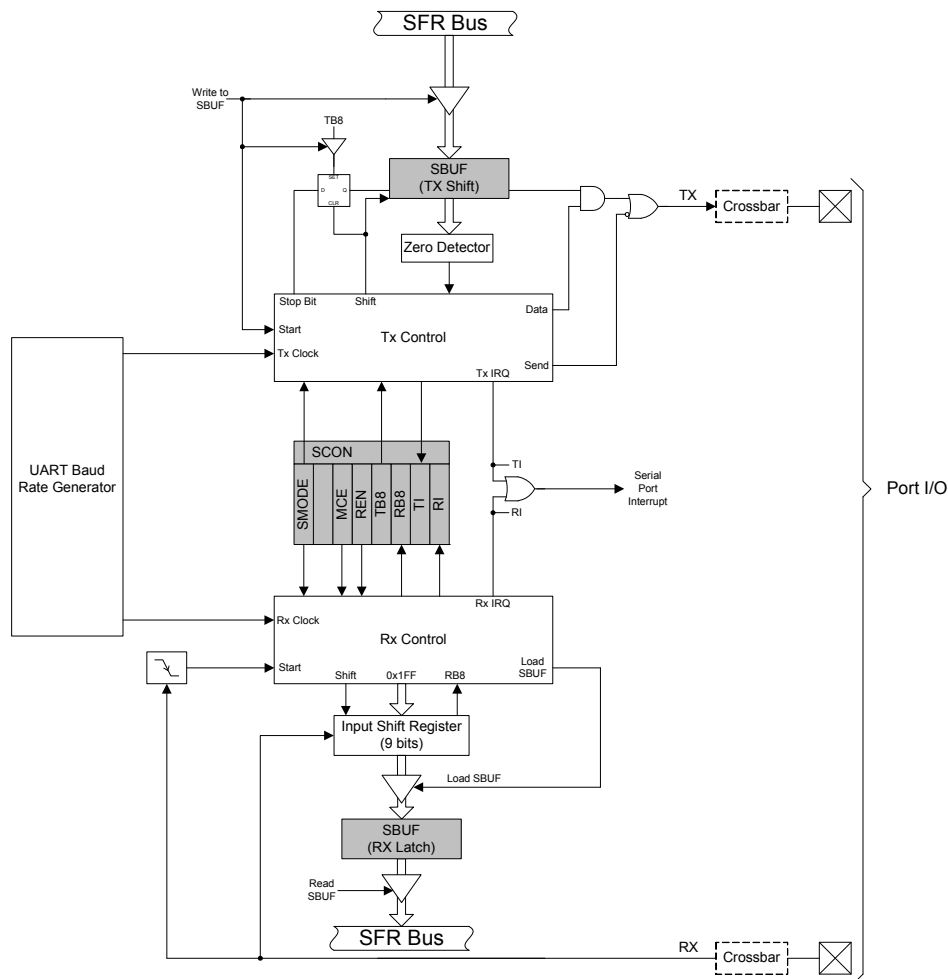 SFR Bus
Write to
SBUF
TB8
SBUF
(TX Shift)
SET
D
Q
CLR
TX
Crossbar
Zero Detector
Stop Bit
Shift
Data
Start
Tx Control
Tx Clock
Send
Tx IRQ
UART Baud
Rate Generator
SCON
SMODE
MCE
REN
TB8
RB8
TI
RI
TI
RI
Serial
Port
Interrupt
Port I/O
Rx IRQ
Rx Clock
Rx Control
Start
Load
SBUF
Shift
0x1FF
RB8
Input Shift Register
(9 bits)
Load SBUF
SBUF
(RX Latch)
Read
SBUF
SFR Bus
RX
Crossbar